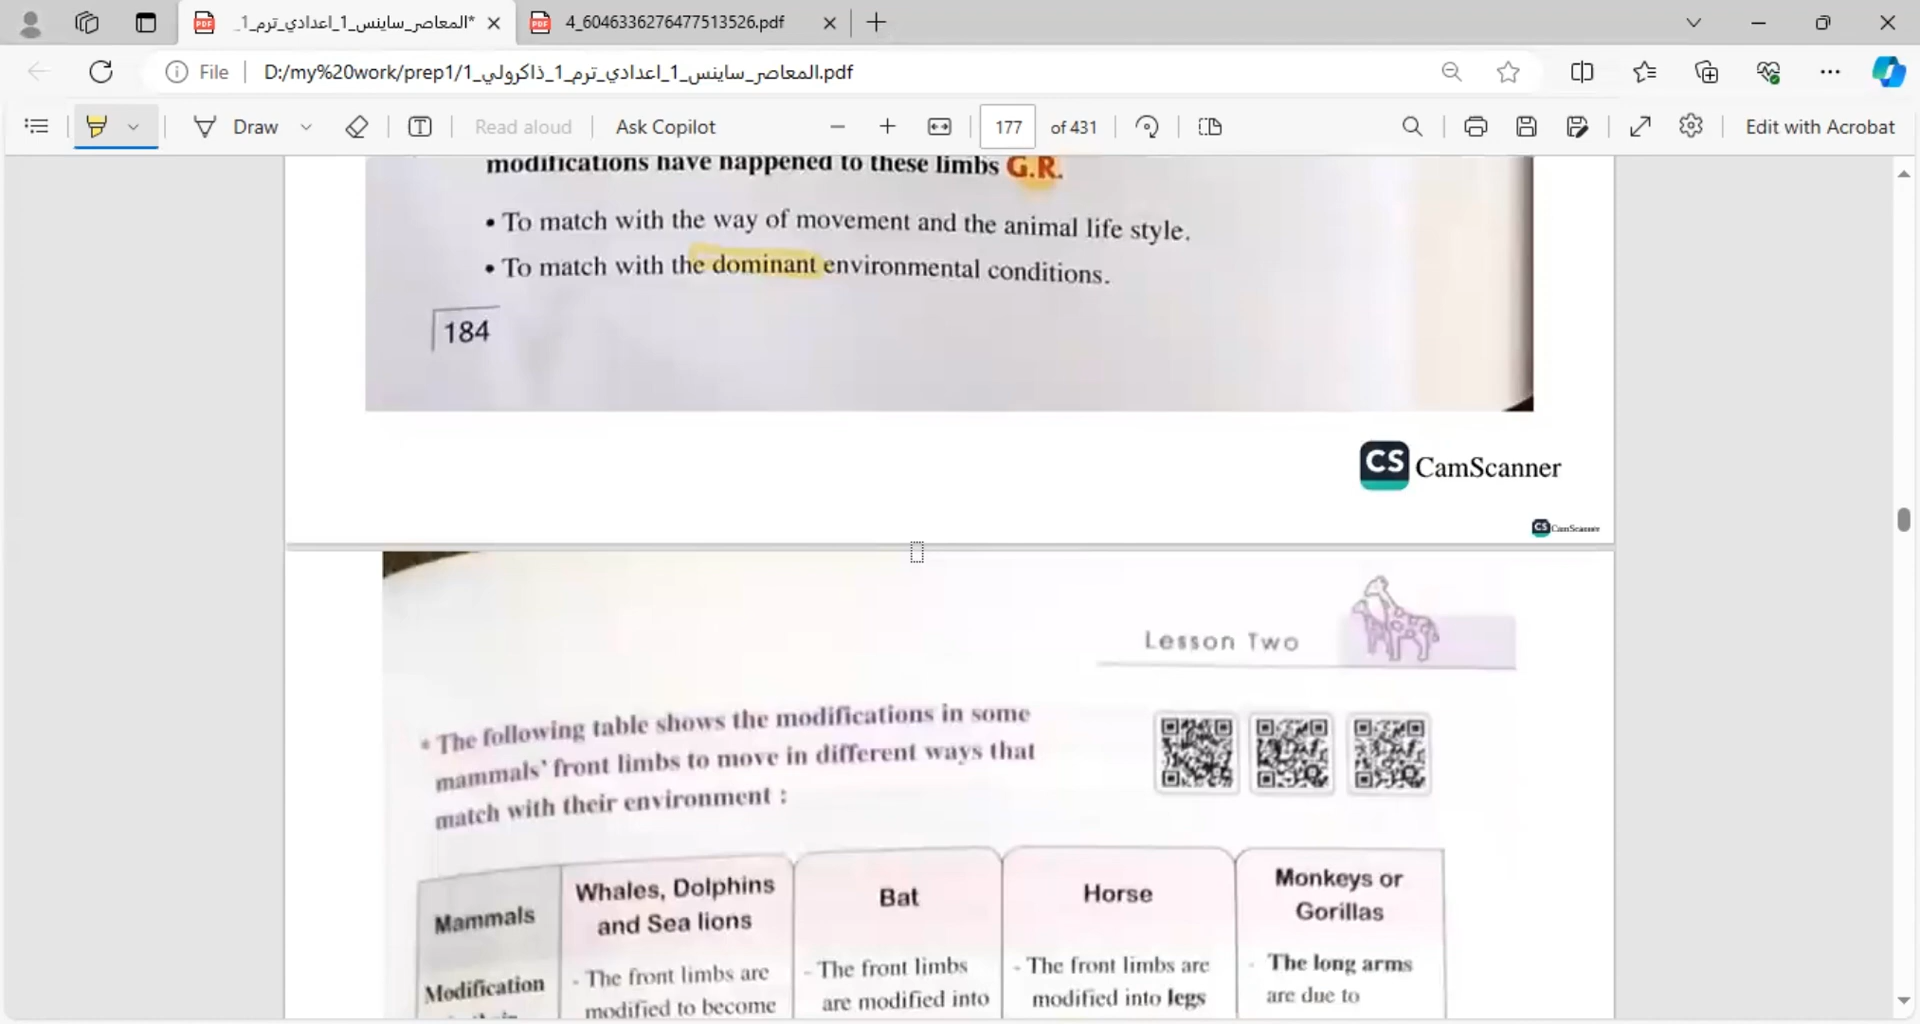 المعاصر_ساينس_1_اعدادي_ترم_1_*
4_6046336276477513526.pdf
File
D:/my%20work/prep1/المعاصر_ساينس_1_اعدادي_ترم_1_ذاكرولي_1.pdf
Draw
Read aloud
Ask Copilot
177
of 431
Edit with Acrobat
modifications have happened to these limbs G.R.
• To match with the way of movement and the animal life style.
• To match with the dominant environmental conditions.
184
CS CamScanner
CS CamScanner
Lesson Two
* The following table shows the modifications in some
mammals' front limbs to move in different ways that
match with their environment :
Mammals
Whales, Dolphins
and Sea lions
Bat
Horse
Monkeys or
Gorillas
Modification
- The front limbs are
modified to become
- The front limbs
are modified into
- The front limbs are
modified into legs
- The long arms
are due to